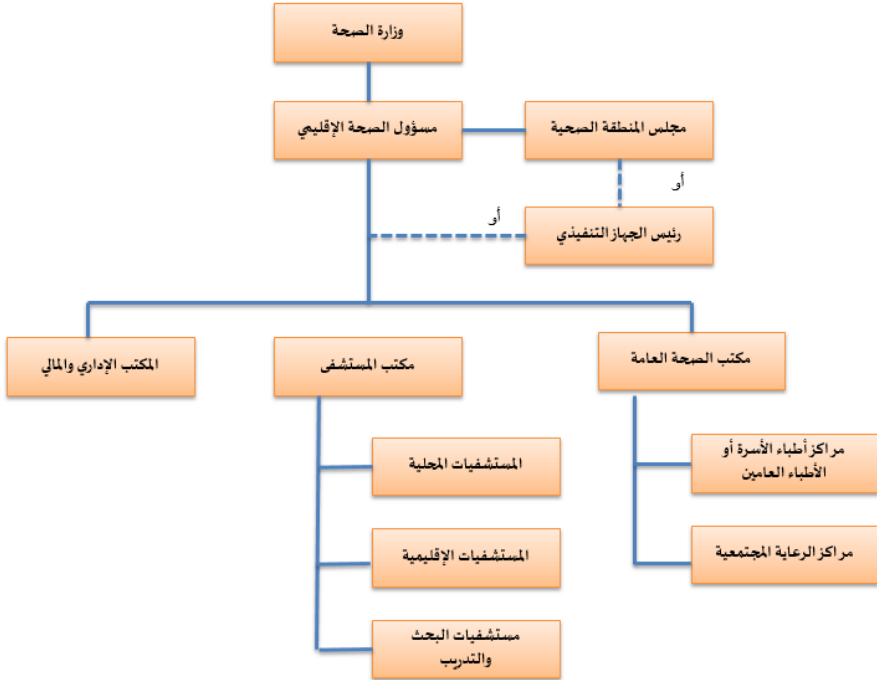 وزارة الصحة
مسؤول الصحة الإقليمي
مجلس المنطقة الصحية
أو
أو
رئيس الجهاز التنفيذي
مكتب الصحة العامة
مكتب المستشفى
المكتب الإداري والمالي
مراكز أطباء الأسرة أو
الأطباء العامين
المستشفيات المحلية
مراكز الرعاية المجتمعية
المستشفيات الإقليمية
مستشفيات البحث
والتدريب